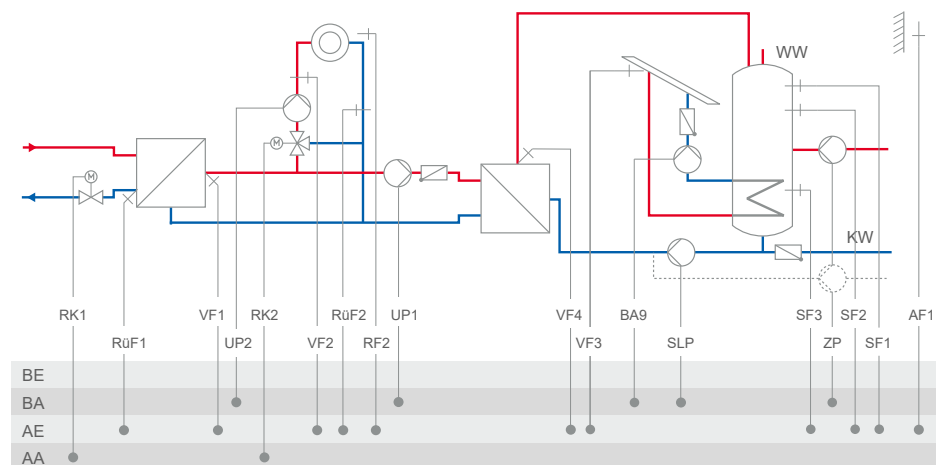 WW
M
M
KW
RK1 VF1 RK2 RüF2 UP1 VF4 BA9 SF3 SF2 AF1
RüF1 UP2 VF2 RF2 VF3 SLP ZP SF1
BE
BA
AE
AA